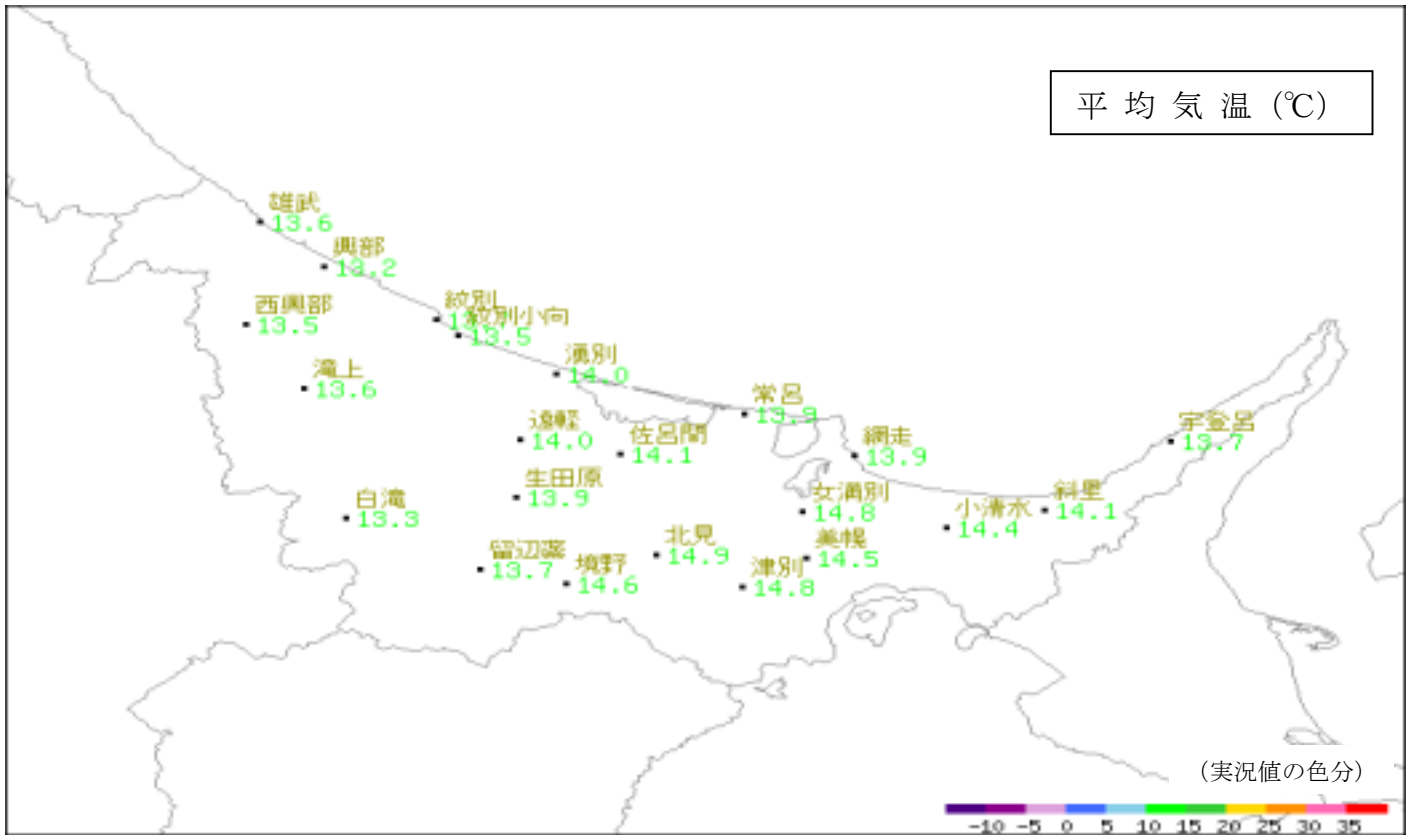 平均気温（℃）
雄武
13.6
興部
13.2
西興部
13.5
紋別
紋別小向
13.5
滝上
13.6
湧別
14.0
常呂
13.9
遠軽
14.0
佐呂間
14.1
網走
13.9
宇登呂
13.7
生田原
13.9
白滝
13.3
女満別
14.8
小清水
14.4
斜里
14.1
北見
14.9
美幌
14.5
留辺蘂
13.7
境野
14.6
津別
14.8
（実況値の色分）
-10 -5 0 5 10 15 20 25 30 35